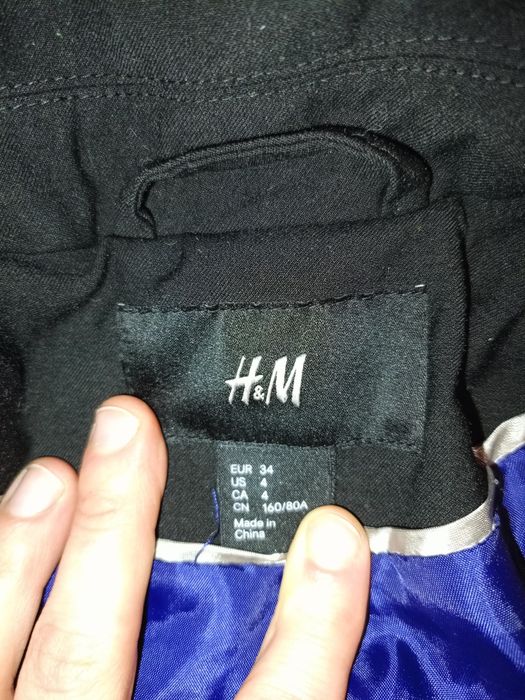 H&M
EUR 34
US 4
CA 4
CN 160/80A
Made in
China